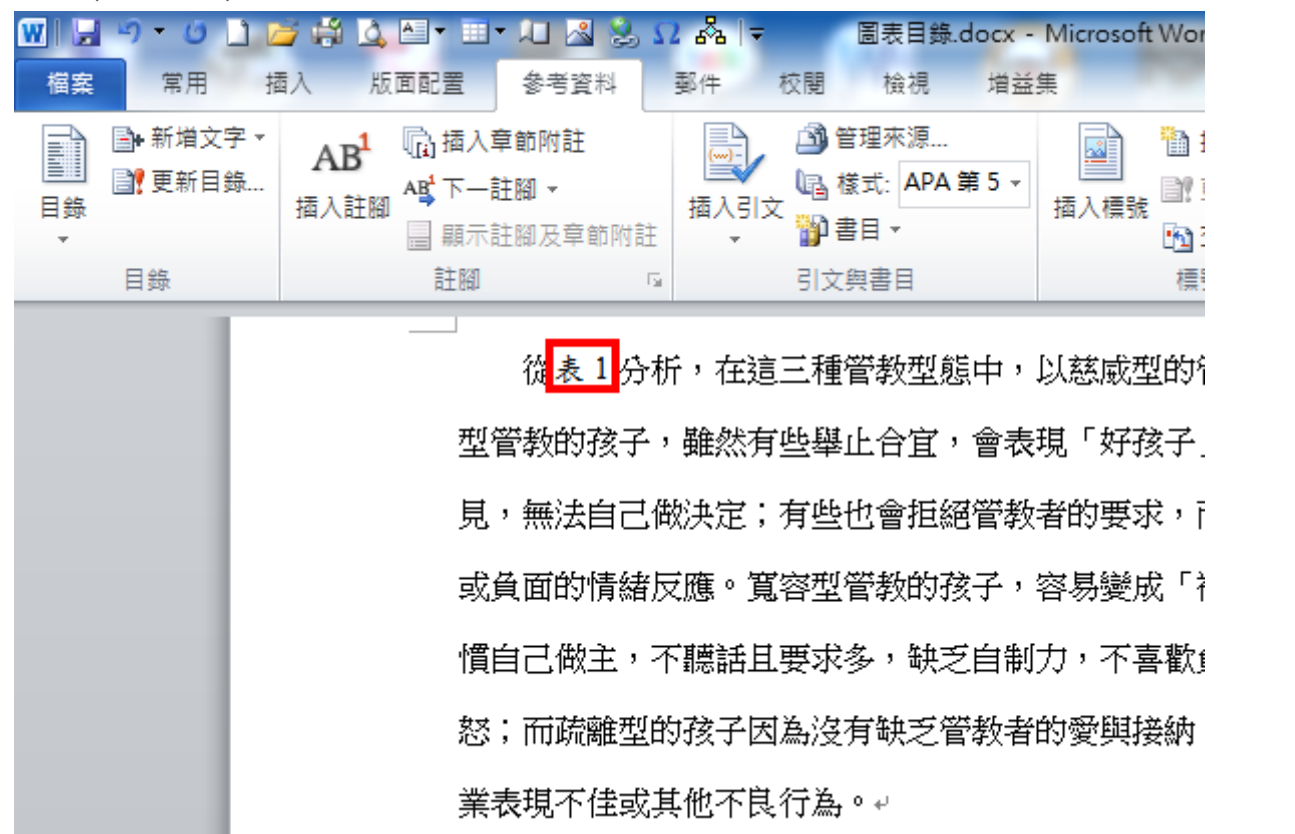 圖表目錄.docx - Microsoft Wor
檔案 常用 插入 版面配置 參考資料 郵件 校閱 檢視 增益集
新增文字
更新目錄...
目錄
目錄
AB1
插入註腳
插入章節附註
AB1 下一註腳
顯示註腳及章節附註
註腳
插入引文
管理來源...
樣式: APA 第 5
書目
引文與書目
插入標號
從表 1 分析，在這三種管教型態中，以慈威型的
型管教的孩子，雖然有些舉止合宜，會表現「好孩子」
見，無法自己做決定；有些也會拒絕管教者的要求，
或負面的情緒反應。寬容型管教的孩子，容易變成「
慣自己做主，不聽話且要求多，缺乏自制力，不喜歡
怒；而疏離型的孩子因為沒有缺乏管教者的愛與接納
業表現不佳或其他不良行為。